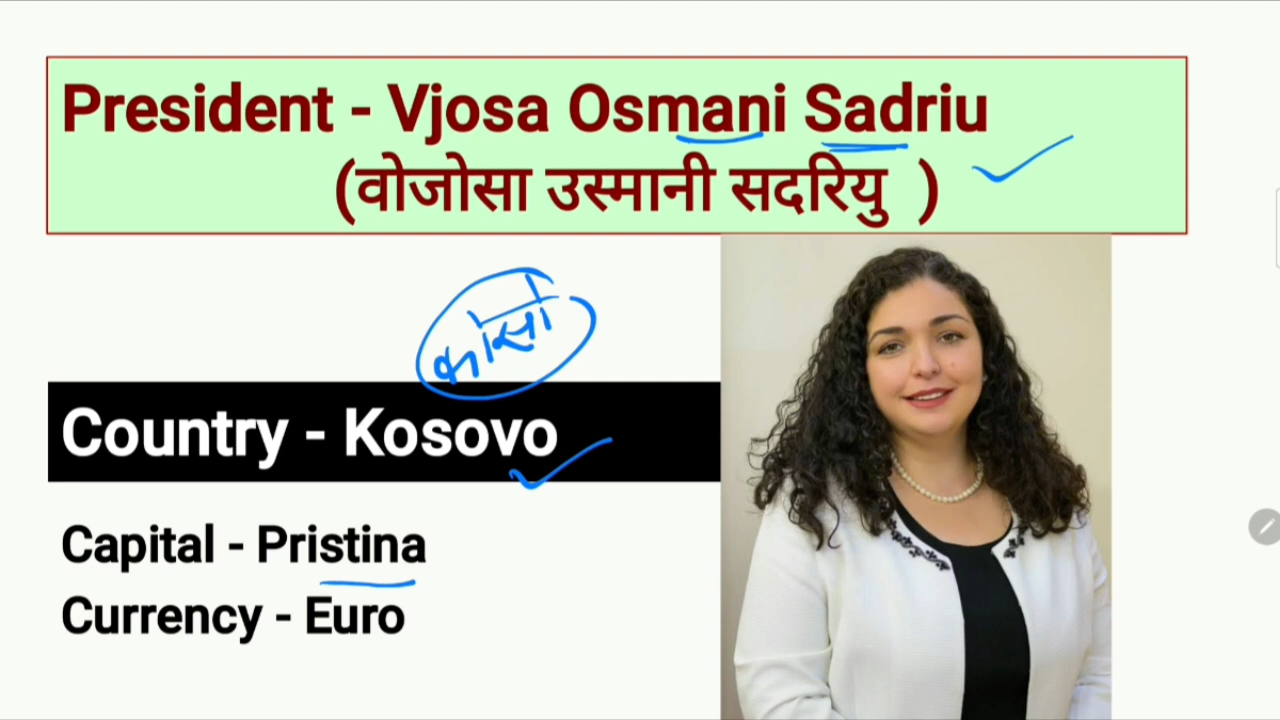 President - Vjosa Osmani Sadriu
(वोजोसा उस्मानी सदरियु )
Country - Kosovo
Capital - Pristina
Currency - Euro